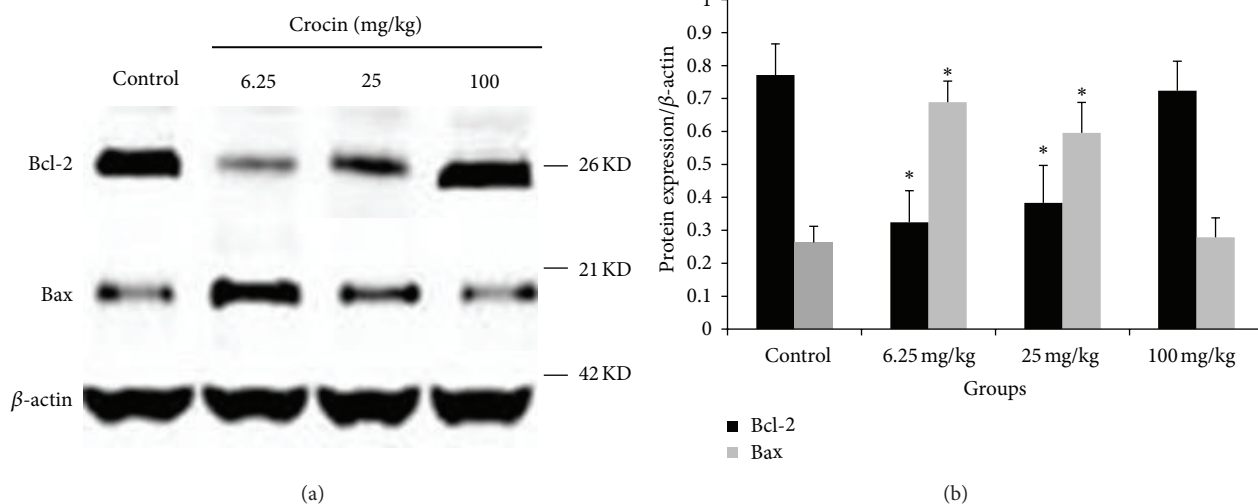 Crocin (mg/kg)
Control 6.25 25 100
Bcl-2
26 KD
21 KD
Bax
42 KD
β-actin
(a)
Protein expression/β-actin
1
0.9
0.8
0.7
0.6
0.5
0.4
0.3
0.2
0.1
0
* * * *
Control 6.25 mg/kg 25 mg/kg 100 mg/kg
Groups
Bcl-2
Bax
(b)